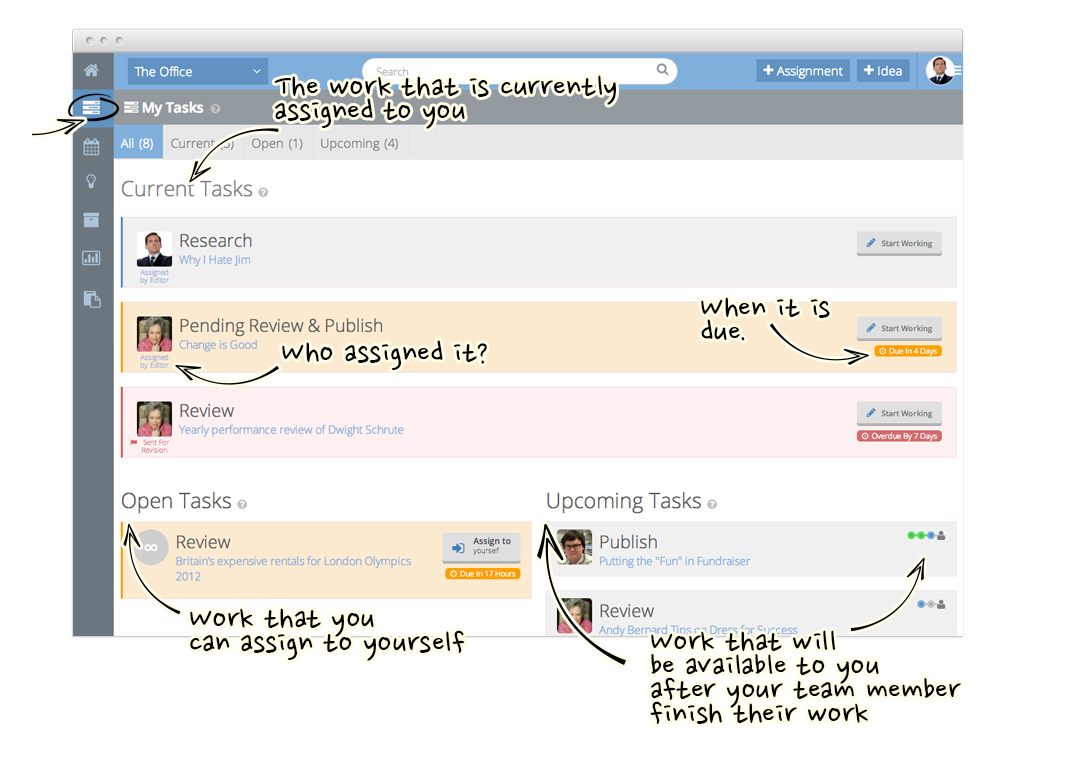 The Office
Search
+ Assignment
+ Idea
The work that is currently
assigned to you
My Tasks ?
All (8)
Current (3)
Open (1)
Upcoming (4)
Current Tasks ?
Research
Why I Hate Jim
Assigned
by Editor
Start Working
Pending Review & Publish
Change is Good
Assigned
by Editor
Who assigned it?
When it is
due.
Start Working
Due In 4 Days
Review
Yearly performance review of Dwight Schrute
Sent For
Revision
Start Working
Overdue By 7 Days
Open Tasks ?
Review
Britain's expensive rentals for London Olympics
2012
Assign to
yourself
Due In 17 Hours
Work that you
can assign to yourself
Upcoming Tasks ?
Publish
Putting the "Fun" in Fundraiser
Review
Andy Bernard Tips on Dress for Success
Work that will
be available to you
after your team member
finish their work